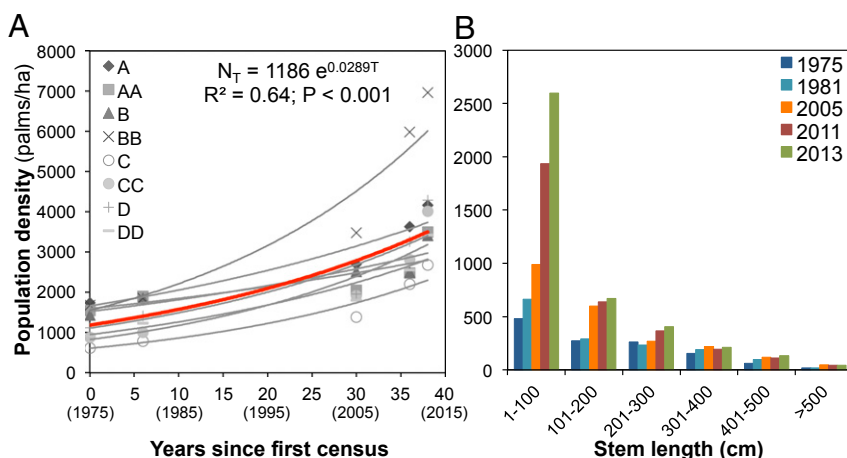 A
B
N_T = 1186 e^0.0289T
R² = 0.64; P < 0.001
A
AA
B
BB
C
CC
D
DD
Population density (palms/ha)
8000
7000
6000
5000
4000
3000
2000
1000
0
0 5 10 15 20 25 30 35 40
(1975) (1985) (1995) (2005) (2015)
Years since first census
3000
2500
2000
1500
1000
500
0
1975
1981
2005
2011
2013
1-100
101-200
201-300
301-400
401-500
>500
Stem length (cm)